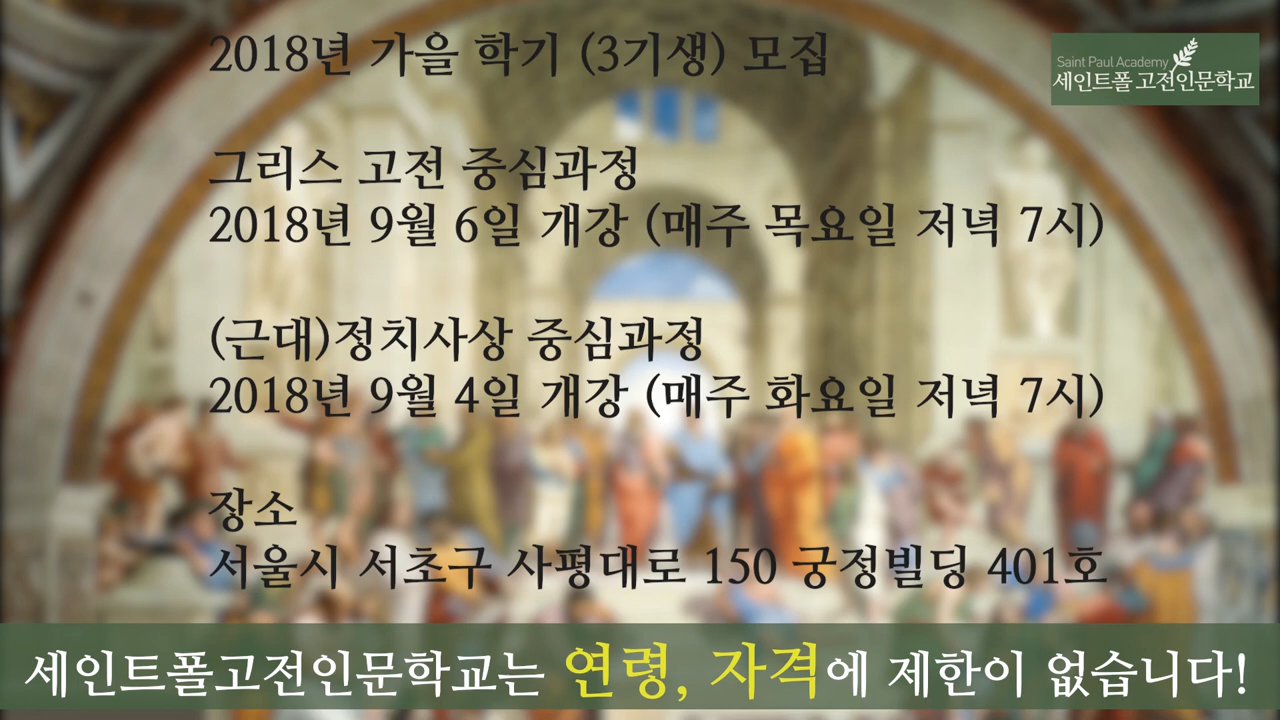 2018년 가을 학기 (3기생) 모집
Saint Paul Academy
세인트폴 고전인문학교
그리스 고전 중심과정
2018년 9월 6일 개강 (매주 목요일 저녁 7시)
(근대)정치사상 중심과정
2018년 9월 4일 개강 (매주 화요일 저녁 7시)
장소
서울시 서초구 사평대로 150 궁정빌딩 401호
세인트폴고전인문학교는 연령, 자격에 제한이 없습니다!